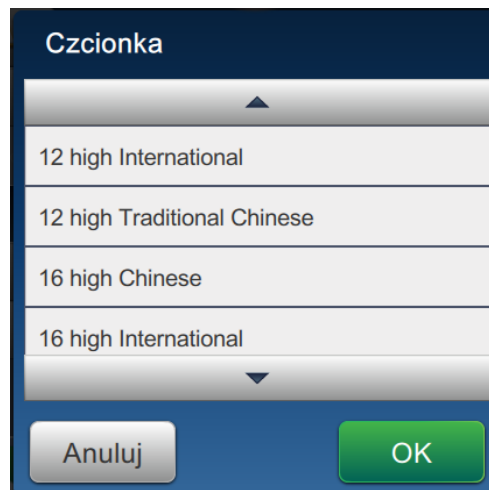 Czcionka
12 high International
12 high Traditional Chinese
16 high Chinese
16 high International
Anuluj
OK